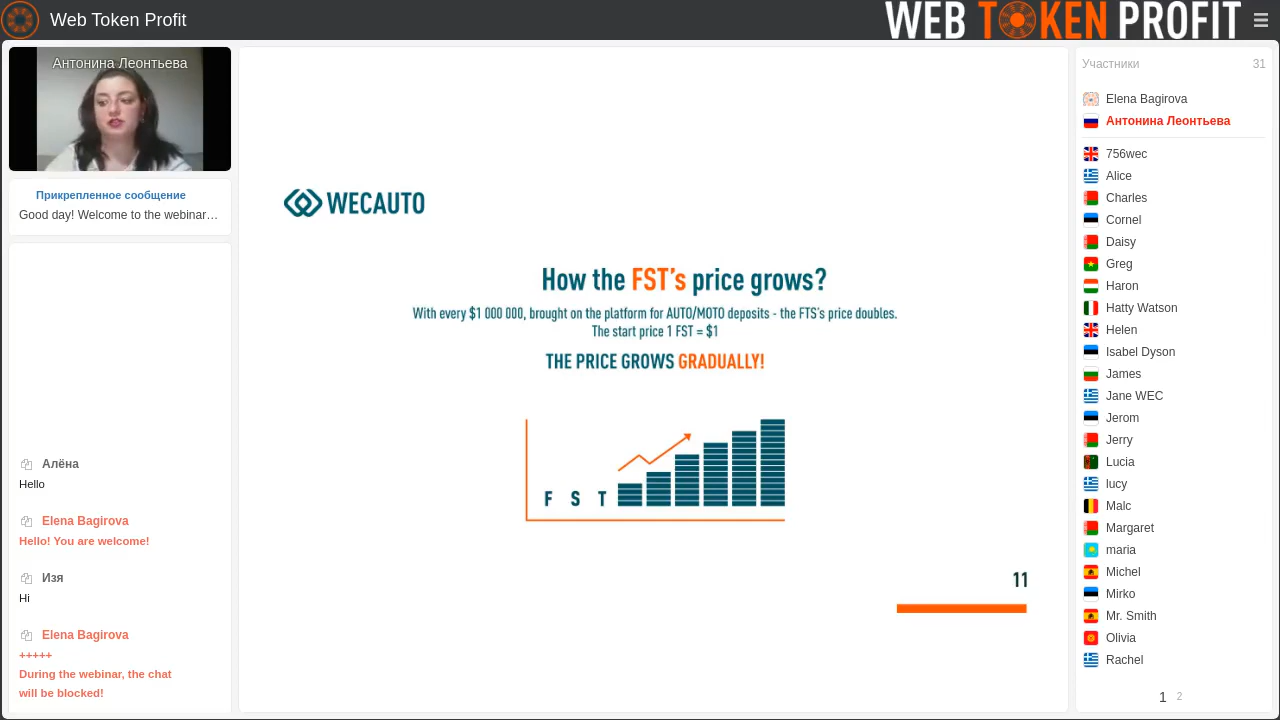 Web Token Profit
WEB TOKEN PROFIT
Антонина Леонтьева
Прикрепленное сообщение
Good day! Welcome to the webinar…
Алёна
Hello
Elena Bagirova
Hello! You are welcome!
Изя
Hi
Elena Bagirova
+++++
During the webinar, the chat
will be blocked!
WECAUTO
How the FST's price grows?
With every $1 000 000, brought on the platform for AUTO/MOTO deposits - the FTS's price doubles.
The start price 1 FST = $1
THE PRICE GROWS GRADUALLY!
F S T
11
Участники 31
Elena Bagirova
Антонина Леонтьева
756wec
Alice
Charles
Cornel
Daisy
Greg
Haron
Hatty Watson
Helen
Isabel Dyson
James
Jane WEC
Jerom
Jerry
Lucia
lucy
Malc
Margaret
maria
Michel
Mirko
Mr. Smith
Olivia
Rachel
1 2